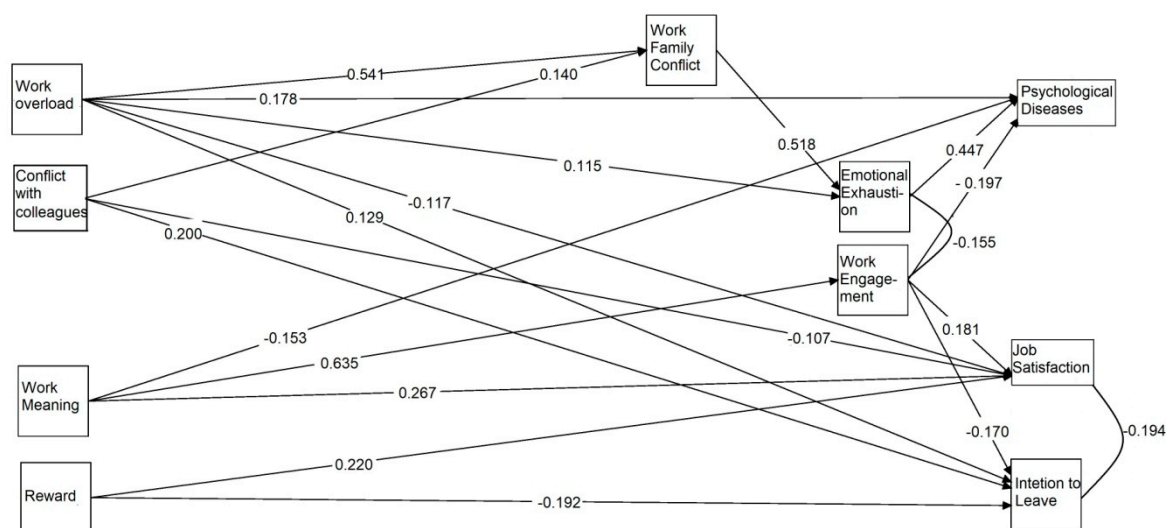 Work
Family
Conflict
0.541
0.140
Work
overload
0.178
Psychological
Diseases
0.518
0.447
Conflict
with
colleagues
0.115
Emotional
Exhausti-
on
- 0.197
-0.117
0.129
0.200
-0.155
Work
Engage-
ment
-0.153
-0.107
0.181
0.635
Job
Satisfaction
Work
Meaning
0.267
-0.170
-0.194
0.220
Reward
-0.192
Intetion to
Leave